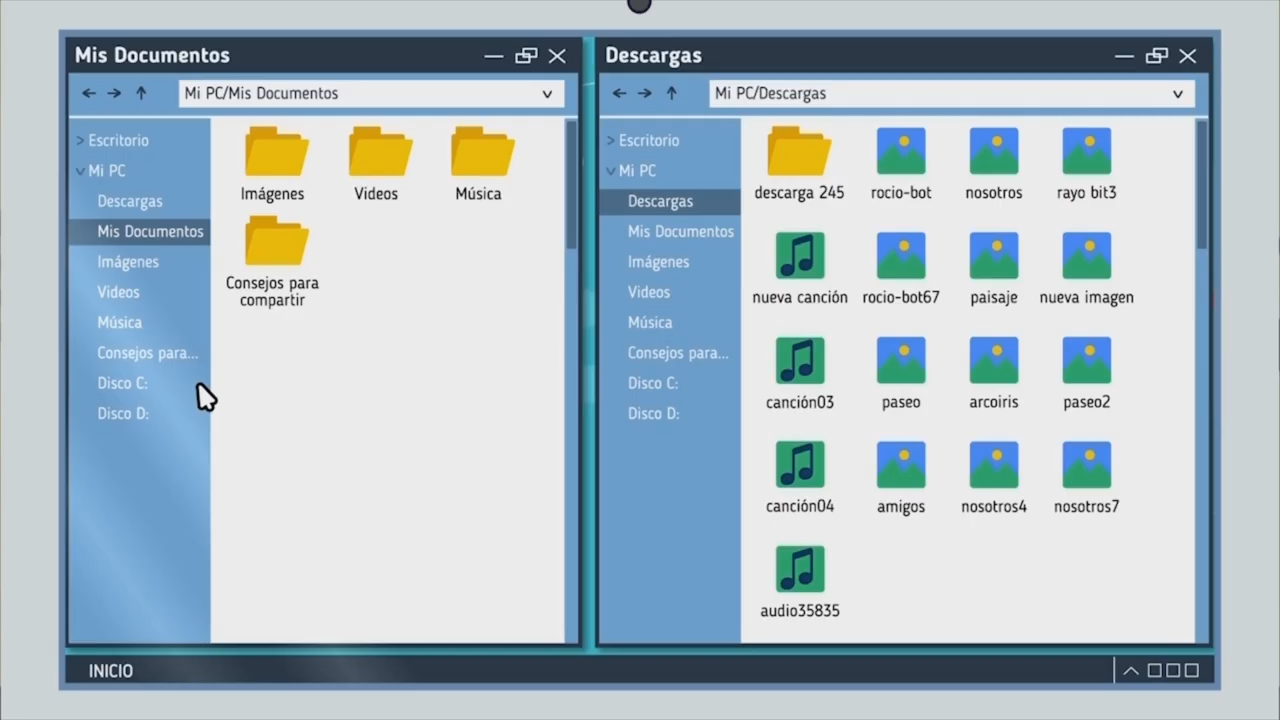 Mis Documentos
Mi PC/Mis Documentos
> Escritorio
Mi PC
Descargas
Mis Documentos
Imágenes
Videos
Música
Consejos para...
Disco C:
Disco D:
Imágenes
Videos
Música
Consejos para
compartir
Descargas
Mi PC/Descargas
> Escritorio
Mi PC
Descargas
Mis Documentos
Imágenes
Videos
Música
Consejos para...
Disco C:
Disco D:
descarga 245
rocio-bot
nosotros
rayo bit3
nueva canción
rocio-bot67
paisaje
nueva imagen
canción03
paseo
arcoiris
paseo2
canción04
amigos
nosotros4
nosotros7
audio35835
INICIO